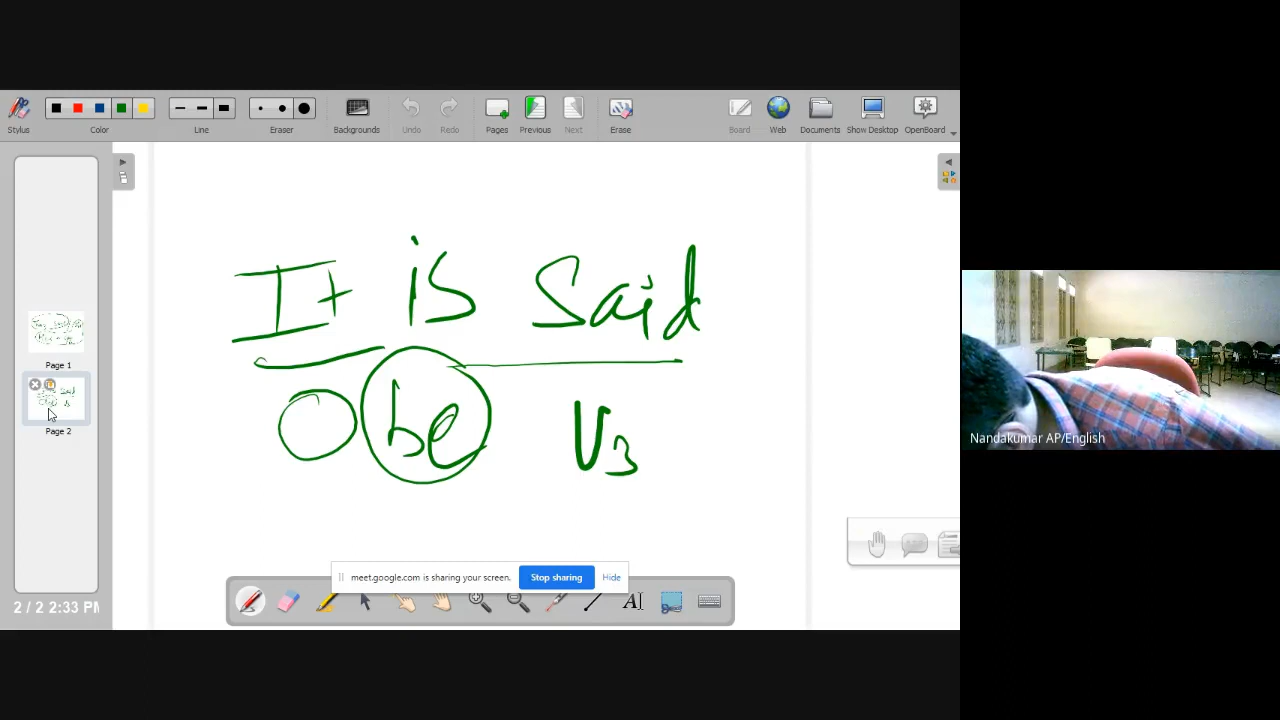 Stylus
Color
Line
Eraser
Backgrounds
Undo
Redo
Pages
Previous
Next
Erase
Board
Web
Documents
Show Desktop
OpenBoard
It is Said
O be V3
Page 1
Page 2
2 / 2 2:33 PM
meet.google.com is sharing your screen.
Stop sharing
Hide
Nandakumar AP/English